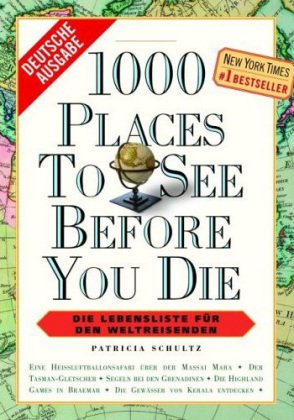 DEUTSCHE
AUSGABE
NEW YORK TIMES
#1 BESTSELLER
1000
PLACES
TO SEE
BEFORE
YOU DIE
DIE LEBENSLISTE FÜR
DEN WELTREISENDEN
PATRICIA SCHULTZ
EINE HEISSLUFTBALLONSAFARI ÜBER DER MASSAI MARA • DER
TASMAN-GLETSCHER • SEGELN BEI DEN GRENADINEN • DIE HIGHLAND
GAMES IN BRAEMAR • DIE GEWÄSSER VON KERALA ENTDECKEN •